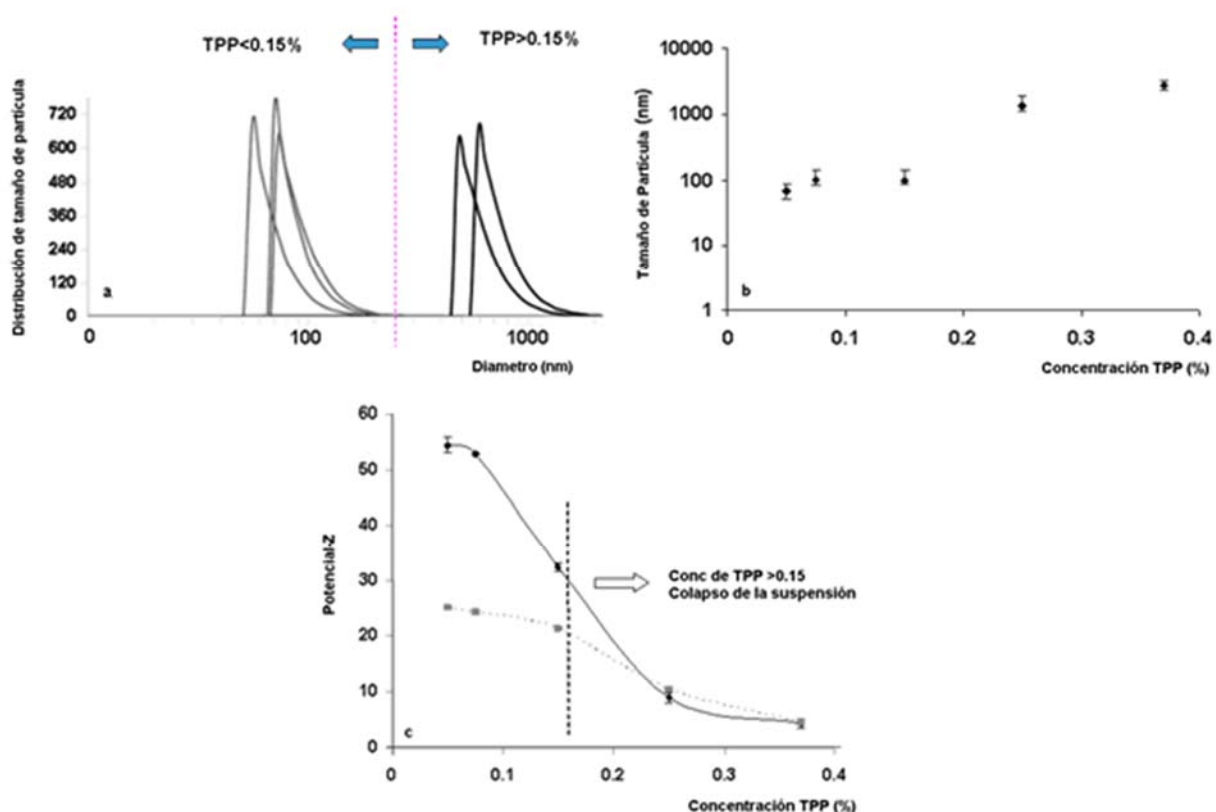 TPP<0.15%
TPP>0.15%
Distribución de tamaño de partícula
720
600
480
360
240
120
0
a
0
100
1000
Diametro (nm)
Tamaño de Partícula (nm)
10000
1000
100
10
1
b
0
0.1
0.2
0.3
0.4
Concentración TPP (%)
Potencial-Z
60
50
40
30
20
10
0
c
Conc de TPP >0.15
Colapso de la suspensión
0
0.1
0.2
0.3
0.4
Concentración TPP (%)